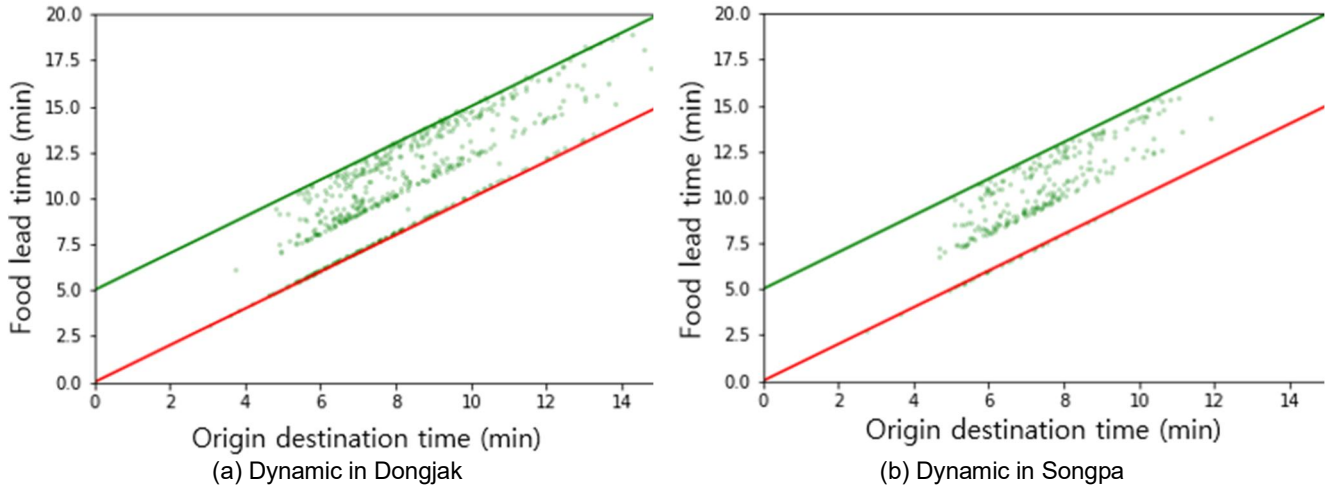 20.0
17.5
15.0
12.5
10.0
7.5
5.0
2.5
0.0
Food lead time (min)
0 2 4 6 8 10 12 14
Origin destination time (min)
(a) Dynamic in Dongjak
20.0
17.5
15.0
12.5
10.0
7.5
5.0
2.5
0.0
Food lead time (min)
0 2 4 6 8 10 12 14
Origin destination time (min)
(b) Dynamic in Songpa